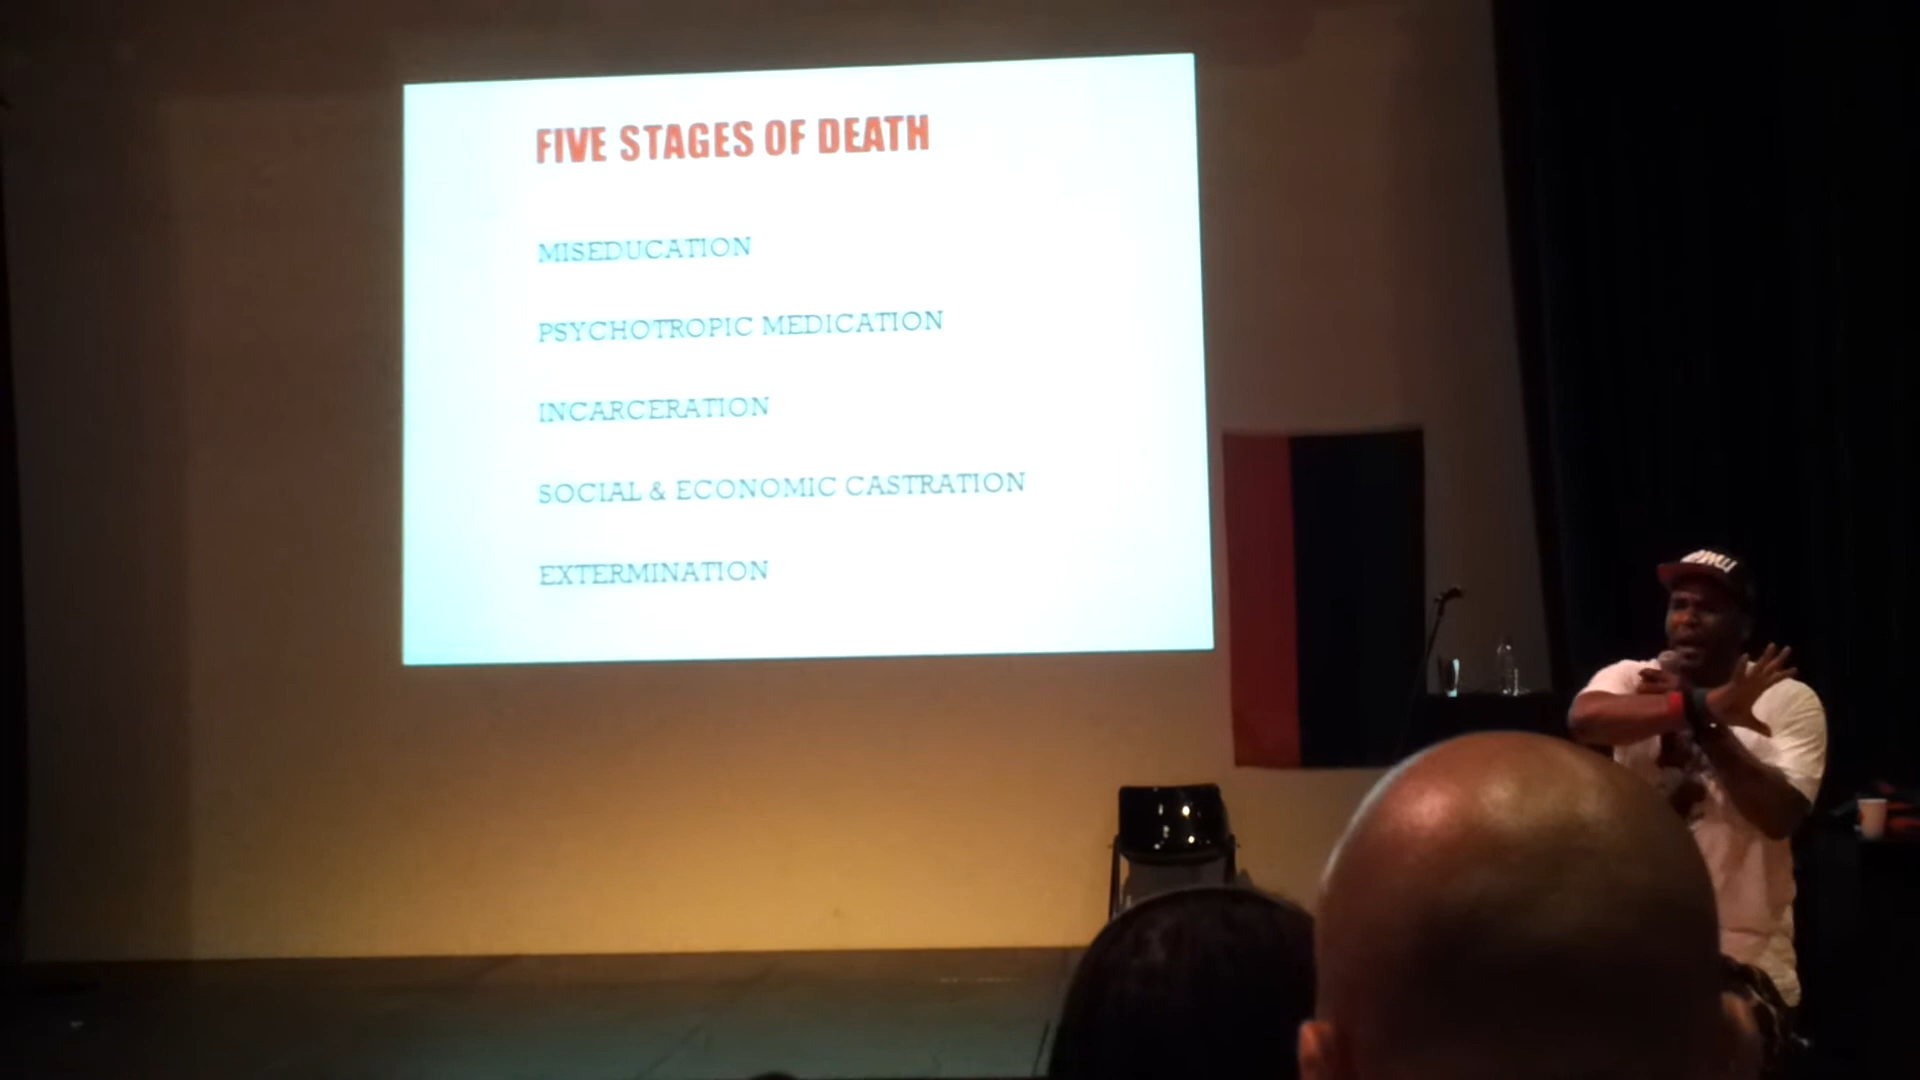 FIVE STAGES OF DEATH
MISEDUCATION
PSYCHOTROPIC MEDICATION
INCARCERATION
SOCIAL & ECONOMIC CASTRATION
EXTERMINATION